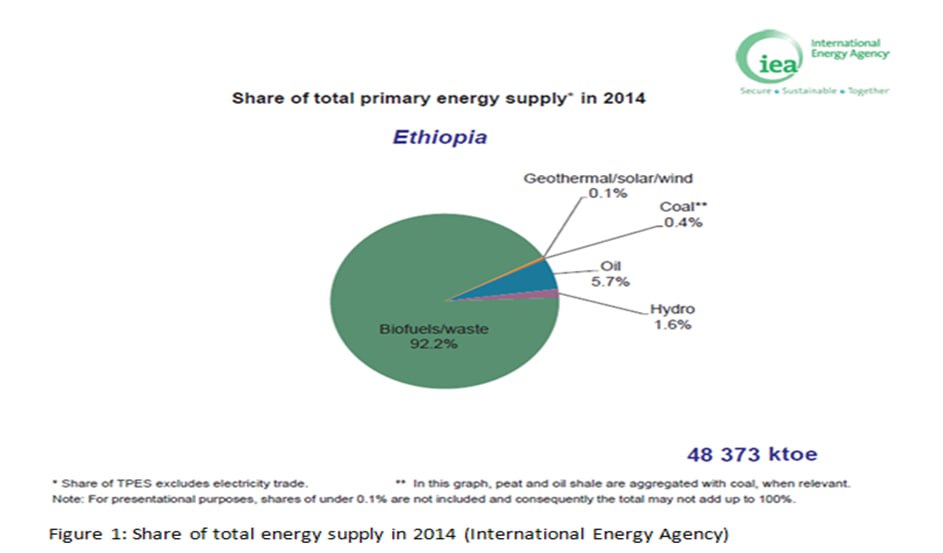 iea
International
Energy Agency
Secure • Sustainable • Together
Share of total primary energy supply* in 2014
Ethiopia
Geothermal/solar/wind
0.1%
Coal**
0.4%
Oil
5.7%
Hydro
1.6%
Biofuels/waste
92.2%
48 373 ktoe
* Share of TPES excludes electricity trade.
** In this graph, peat and oil shale are aggregated with coal, when relevant.
Note: For presentational purposes, shares of under 0.1% are not included and consequently the total may not add up to 100%.
Figure 1: Share of total energy supply in 2014 (International Energy Agency)